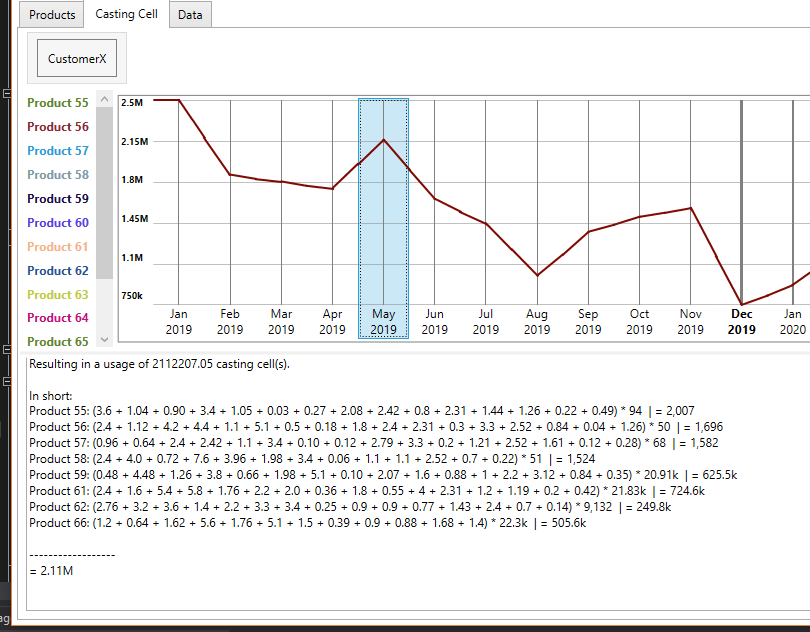 Products Casting Cell Data
CustomerX
Product 55
Product 56
Product 57
Product 58
Product 59
Product 60
Product 61
Product 62
Product 63
Product 64
Product 65
2.5M
2.15M
1.8M
1.45M
1.1M
750k
Jan Feb Mar Apr May Jun Jul Aug Sep Oct Nov Dec Jan
2019 2019 2019 2019 2019 2019 2019 2019 2019 2019 2019 2019 2020
Resulting in a usage of 2112207.05 casting cell(s).
In short:
Product 55: (3.6 + 1.04 + 0.90 + 3.4 + 1.05 + 0.03 + 0.27 + 2.08 + 2.42 + 0.8 + 2.31 + 1.44 + 1.26 + 0.22 + 0.49) * 94 | = 2,007
Product 56: (2.4 + 1.12 + 4.2 + 4.4 + 1.1 + 5.1 + 0.5 + 0.18 + 1.8 + 2.4 + 2.31 + 0.3 + 3.3 + 2.52 + 0.84 + 0.04 + 1.26) * 50 | = 1,696
Product 57: (0.96 + 0.64 + 2.4 + 2.42 + 1.1 + 3.4 + 0.10 + 0.12 + 2.79 + 3.3 + 0.2 + 1.21 + 2.52 + 1.61 + 0.12 + 0.28) * 68 | = 1,582
Product 58: (2.4 + 4.0 + 0.72 + 7.6 + 3.96 + 1.98 + 3.4 + 0.06 + 1.1 + 1.1 + 2.52 + 0.7 + 0.22) * 51 | = 1,524
Product 59: (0.48 + 4.48 + 1.26 + 3.8 + 0.66 + 1.98 + 5.1 + 0.10 + 2.07 + 1.6 + 0.88 + 1 + 2.2 + 3.12 + 0.84 + 0.35) * 20.91k | = 625.5k
Product 61: (2.4 + 1.6 + 5.4 + 5.8 + 1.76 + 2.2 + 2.0 + 0.36 + 1.8 + 0.55 + 4 + 2.31 + 1.2 + 1.19 + 0.2 + 0.42) * 21.83k | = 724.6k
Product 62: (2.76 + 3.2 + 3.6 + 1.4 + 2.2 + 3.3 + 3.4 + 0.25 + 0.9 + 0.9 + 0.77 + 1.43 + 2.4 + 0.7 + 0.14) * 9,132 | = 249.8k
Product 66: (1.2 + 0.64 + 1.62 + 5.6 + 1.76 + 5.1 + 1.5 + 0.39 + 0.9 + 0.88 + 1.68 + 1.4) * 22.3k | = 505.6k
------------------
= 2.11M
ag